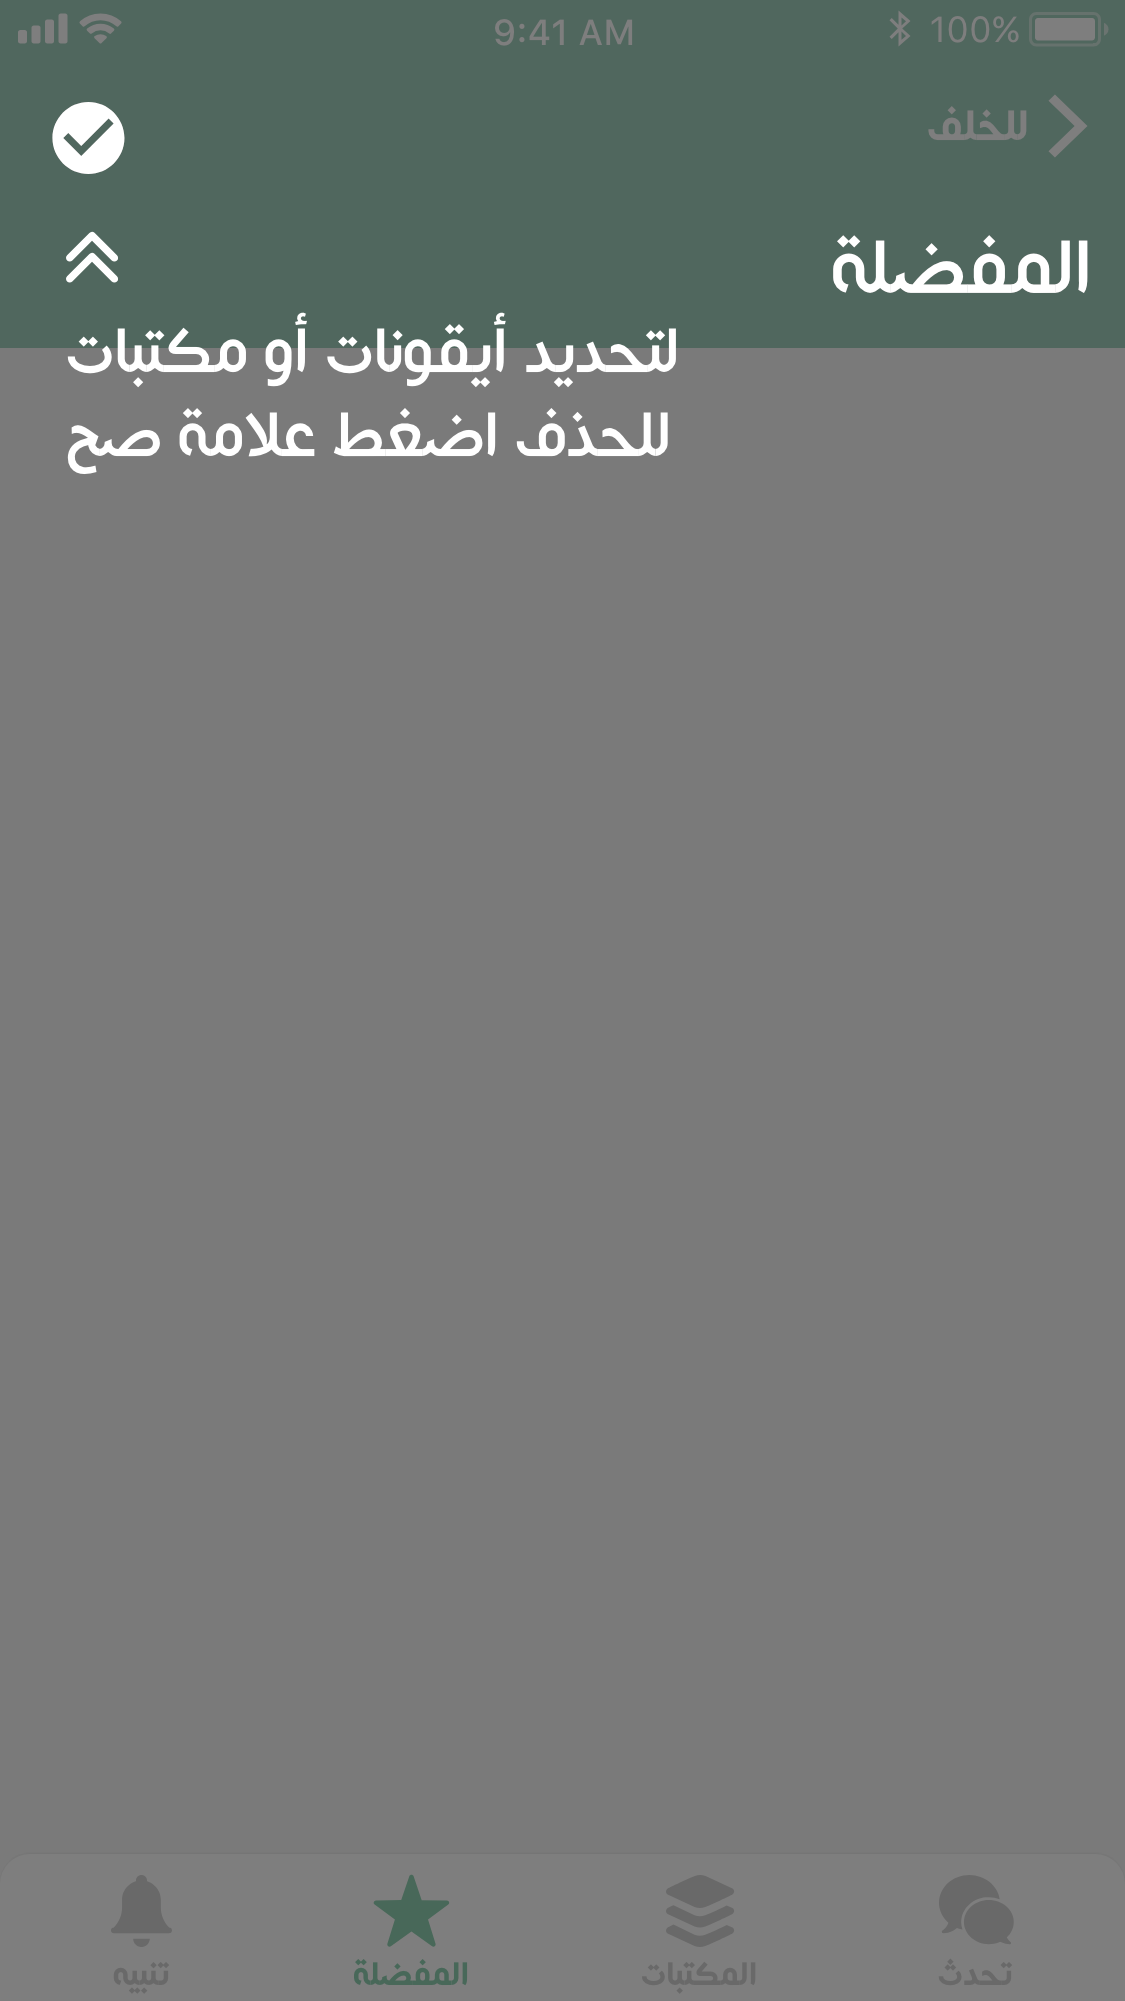 9:41 AM
100%
للخلف
المفضلة
لتحديد أيقونات أو مكتبات
للحذف اضغط علامة صح
تحدث
المكتبات
المفضلة
تنبيه